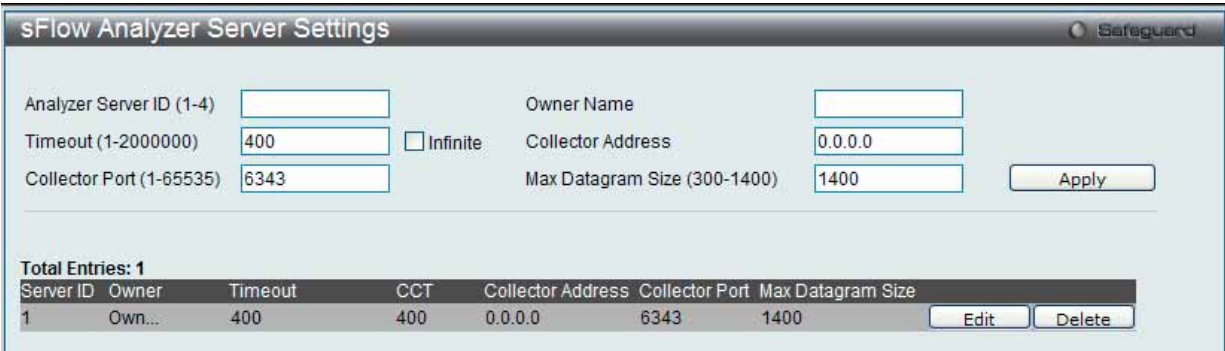 sFlow Analyzer Server Settings Safeguard
Analyzer Server ID (1-4) Owner Name
Timeout (1-2000000) 400 Infinite Collector Address 0.0.0.0
Collector Port (1-65535) 6343 Max Datagram Size (300-1400) 1400 Apply
Total Entries: 1
Server ID Owner Timeout CCT Collector Address Collector Port Max Datagram Size
1 Own... 400 400 0.0.0.0 6343 1400 Edit Delete